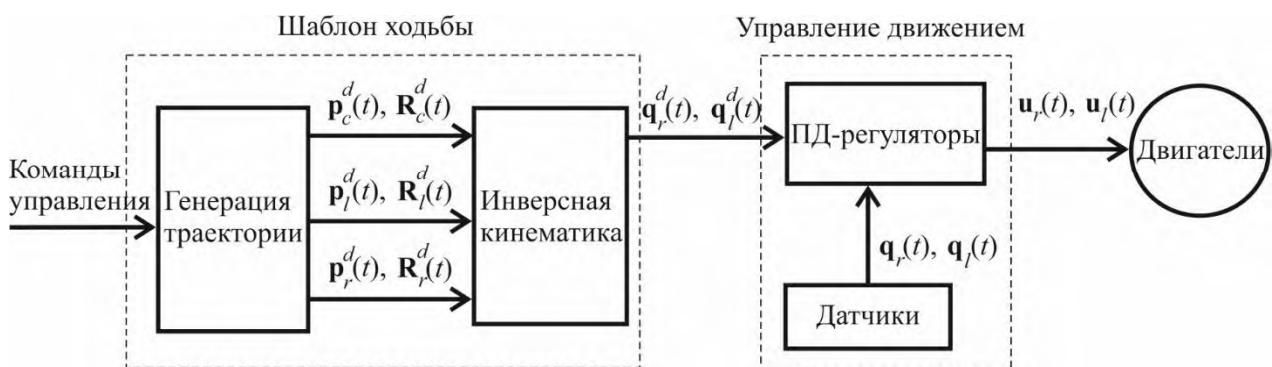 Шаблон ходьбы
Управление движением
Команды
управления
Генерация
траектории
p_c^d(t), R_c^d(t)
p_l^d(t), R_l^d(t)
p_r^d(t), R_r^d(t)
Инверсная
кинематика
q_r^d(t), q_l^d(t)
ПД-регуляторы
q_r(t), q_l(t)
Датчики
u_r(t), u_l(t)
Двигатели